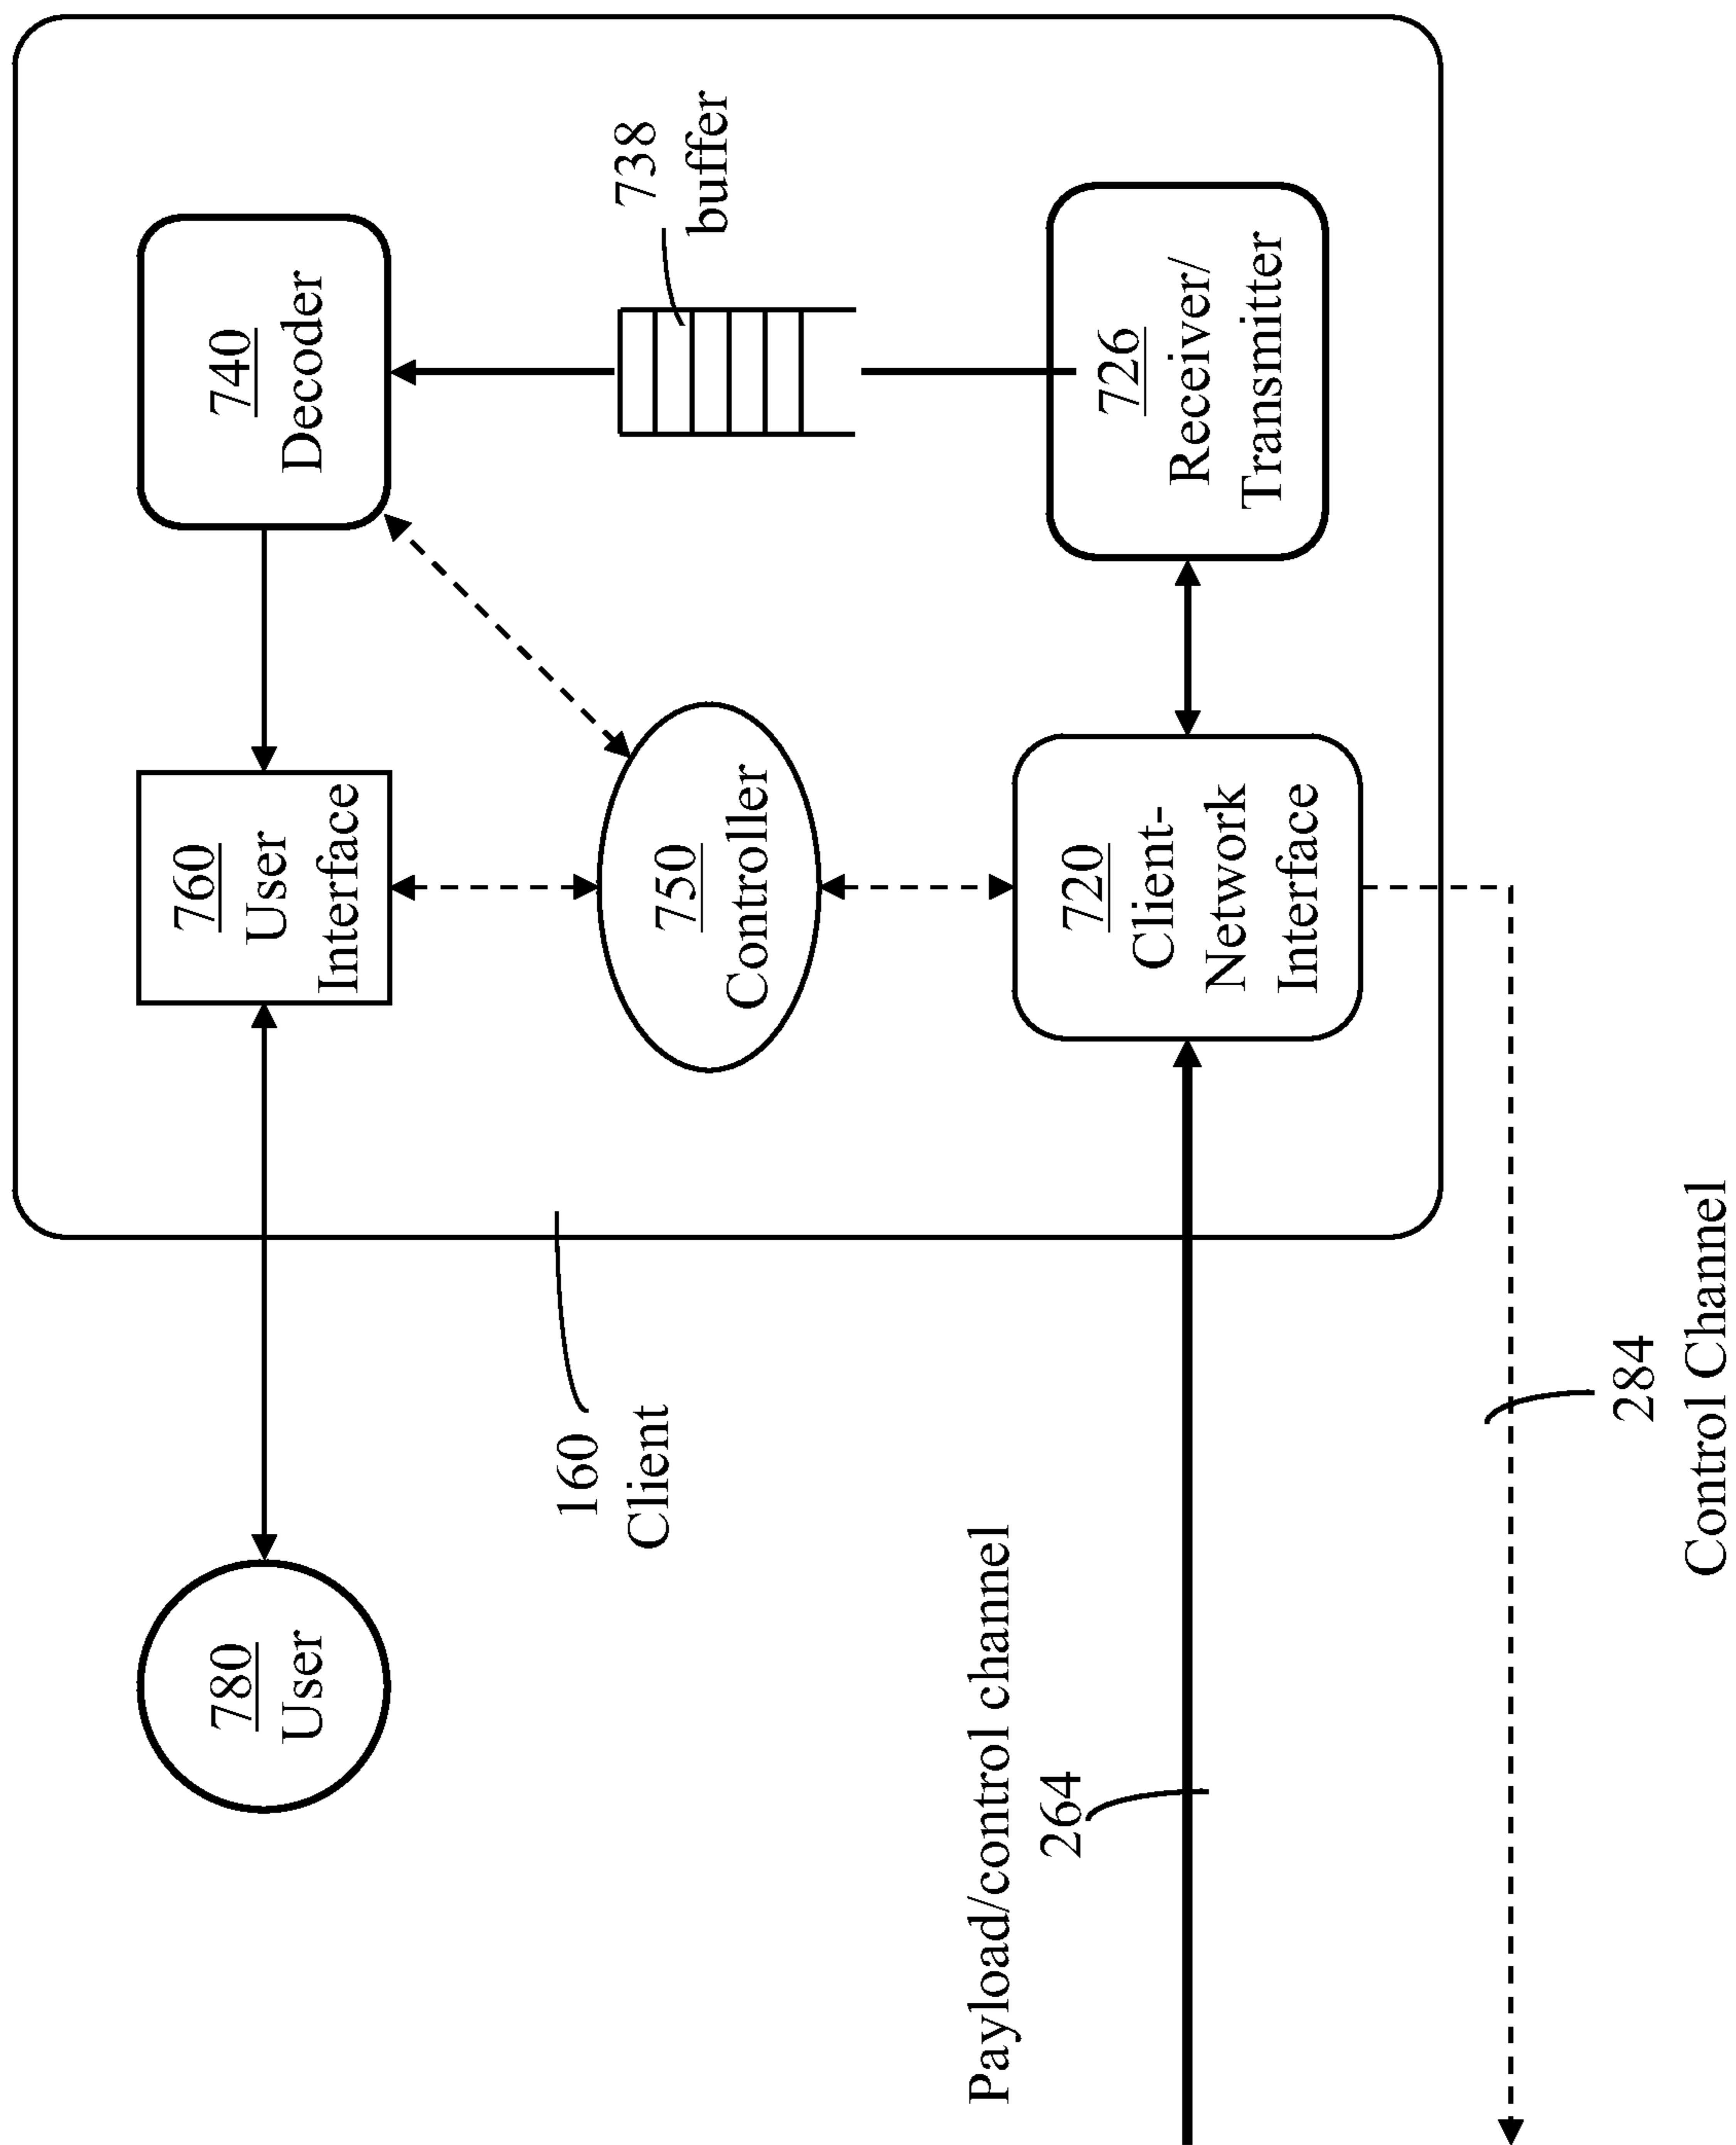 740
Decoder
738
buffer
726
Receiver/
Transmitter
760
User
Interface
750
Controller
720
Client-
Network
Interface
780
User
160
Client
Payload/control channel
264
284
Control Channel